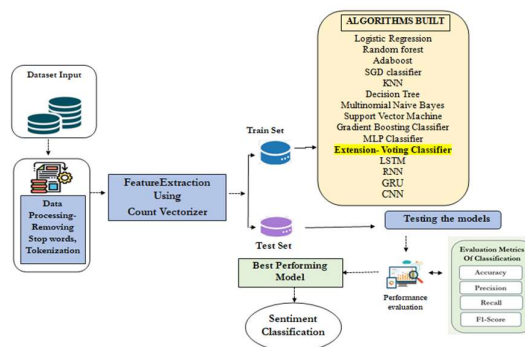 Dataset Input
Data
Processing-
Removing
Stop words,
Tokenization
FeatureExtraction
Using
Count Vectorizer
Train Set
Test Set
ALGORITHMS BUILT
Logistic Regression
Random forest
Adaboost
SGD classifier
KNN
Decision Tree
Multinomial Naive Bayes
Support Vector Machine
Gradient Boosting Classifier
MLP Classifier
Extension- Voting Classifier
LSTM
RNN
GRU
CNN
Testing the models
Performance
evaluation
Evaluation Metrics
Of Classification
Accuracy
Precision
Recall
F1-Score
Best Performing
Model
Sentiment
Classification